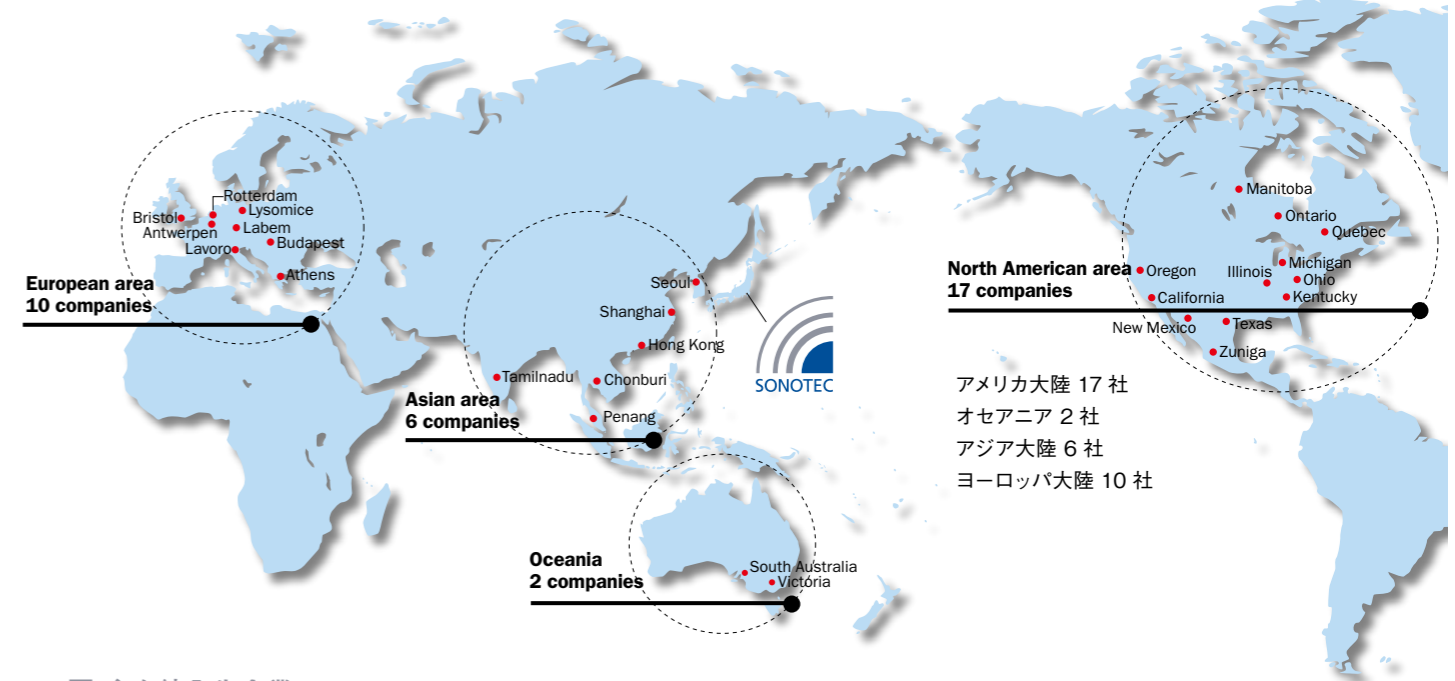 Rotterdam
Lysomice
Bristol
Antwerpen
Labem
Lavoro
Budapest
Athens
European area
10 companies
Seoul
Shanghai
Hong Kong
Tamilnadu
Chonburi
Penang
Asian area
6 companies
SONOTEC
Oceania
2 companies
South Australia
Victoria
Manitoba
Ontario
Quebec
North American area
17 companies
Oregon
Michigan
Illinois
Ohio
California
Kentucky
New Mexico
Texas
Zuniga
アメリカ大陸 17 社
オセアニア 2 社
アジア大陸 6 社
ヨーロッパ大陸 10 社